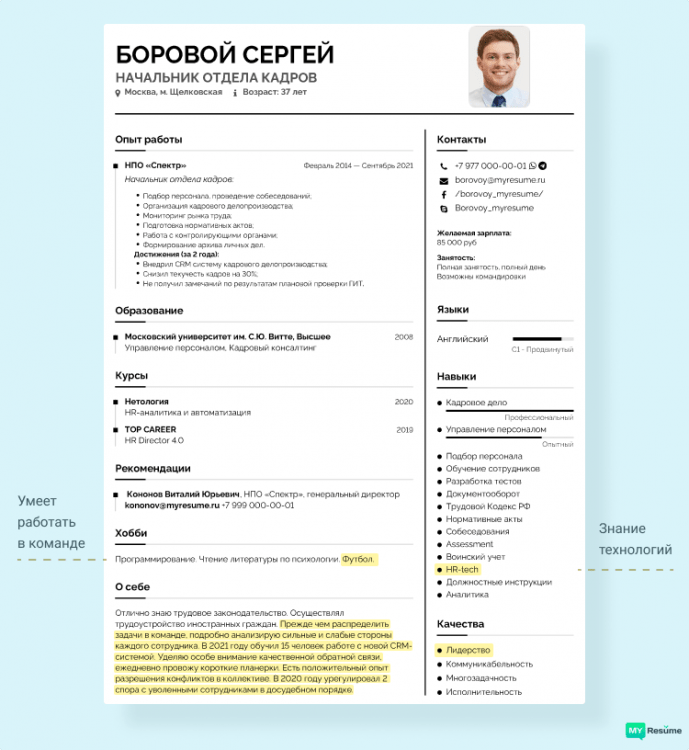 БОРОВОЙ СЕРГЕЙ
НАЧАЛЬНИК ОТДЕЛА КАДРОВ
Москва, м. Щелковская Возраст: 37 лет
Опыт работы
НПО «Спектр» Февраль 2014 — Сентябрь 2021
Начальник отдела кадров:
Подбор персонала, проведение собеседований;
Организация кадрового делопроизводства;
Мониторинг рынка труда;
Подготовка нормативных актов;
Работа с контролирующими органами;
Формирование архива личных дел.
Достижения (за 2 года):
Внедрил CRM систему кадрового делопроизводства;
Снизил текучесть кадров на 30%;
Не получил замечаний по результатам плановой проверки ГИТ.
Образование
Московский университет им. С.Ю. Витте, Высшее 2008
Управление персоналом, Кадровый консалтинг
Курсы
Нетология 2020
HR-аналитика и автоматизация
TOP CAREER 2019
HR Director 4.0
Рекомендации
Кононов Виталий Юрьевич, НПО «Спектр», генеральный директор
kononov@myresume.ru +7 999 000-00-01
Хобби
Программирование. Чтение литературы по психологии. Футбол.
О себе
Отлично знаю трудовое законодательство. Осуществлял
трудоустройство иностранных граждан. Прежде чем распределить
задачи в команде, подробно анализирую сильные и слабые стороны
каждого сотрудника. В 2021 году обучил 15 человек работе с новой CRM-
системой. Уделяю особе внимание качественной обратной связи,
ежедневно провожу короткие планерки. Есть положительный опыт
разрешения конфликтов в коллективе. В 2020 году урегулировал 2
спора с уволенными сотрудниками в досудебном порядке.
Контакты
+7 977 000-00-01
borovoy@myresume.ru
/borovoy_myresume/
Borovoy_myresume
Желаемая зарплата:
85 000 руб
Занятость:
Полная занятость, полный день
Возможны командировки
Языки
Английский
C1 - Продвинутый
Навыки
Кадровое дело
Профессиональный
Управление персоналом
Опытный
Подбор персонала
Обучение сотрудников
Разработка тестов
Документооборот
Трудовой Кодекс РФ
Нормативные акты
Собеседования
Assessment
Воинский учет
HR-tech
Должностные инструкции
Аналитика
Качества
Лидерство
Коммуникабельность
Многозадачность
Исполнительность
Умеет
работать
в команде
Знание
технологий
MY Resume